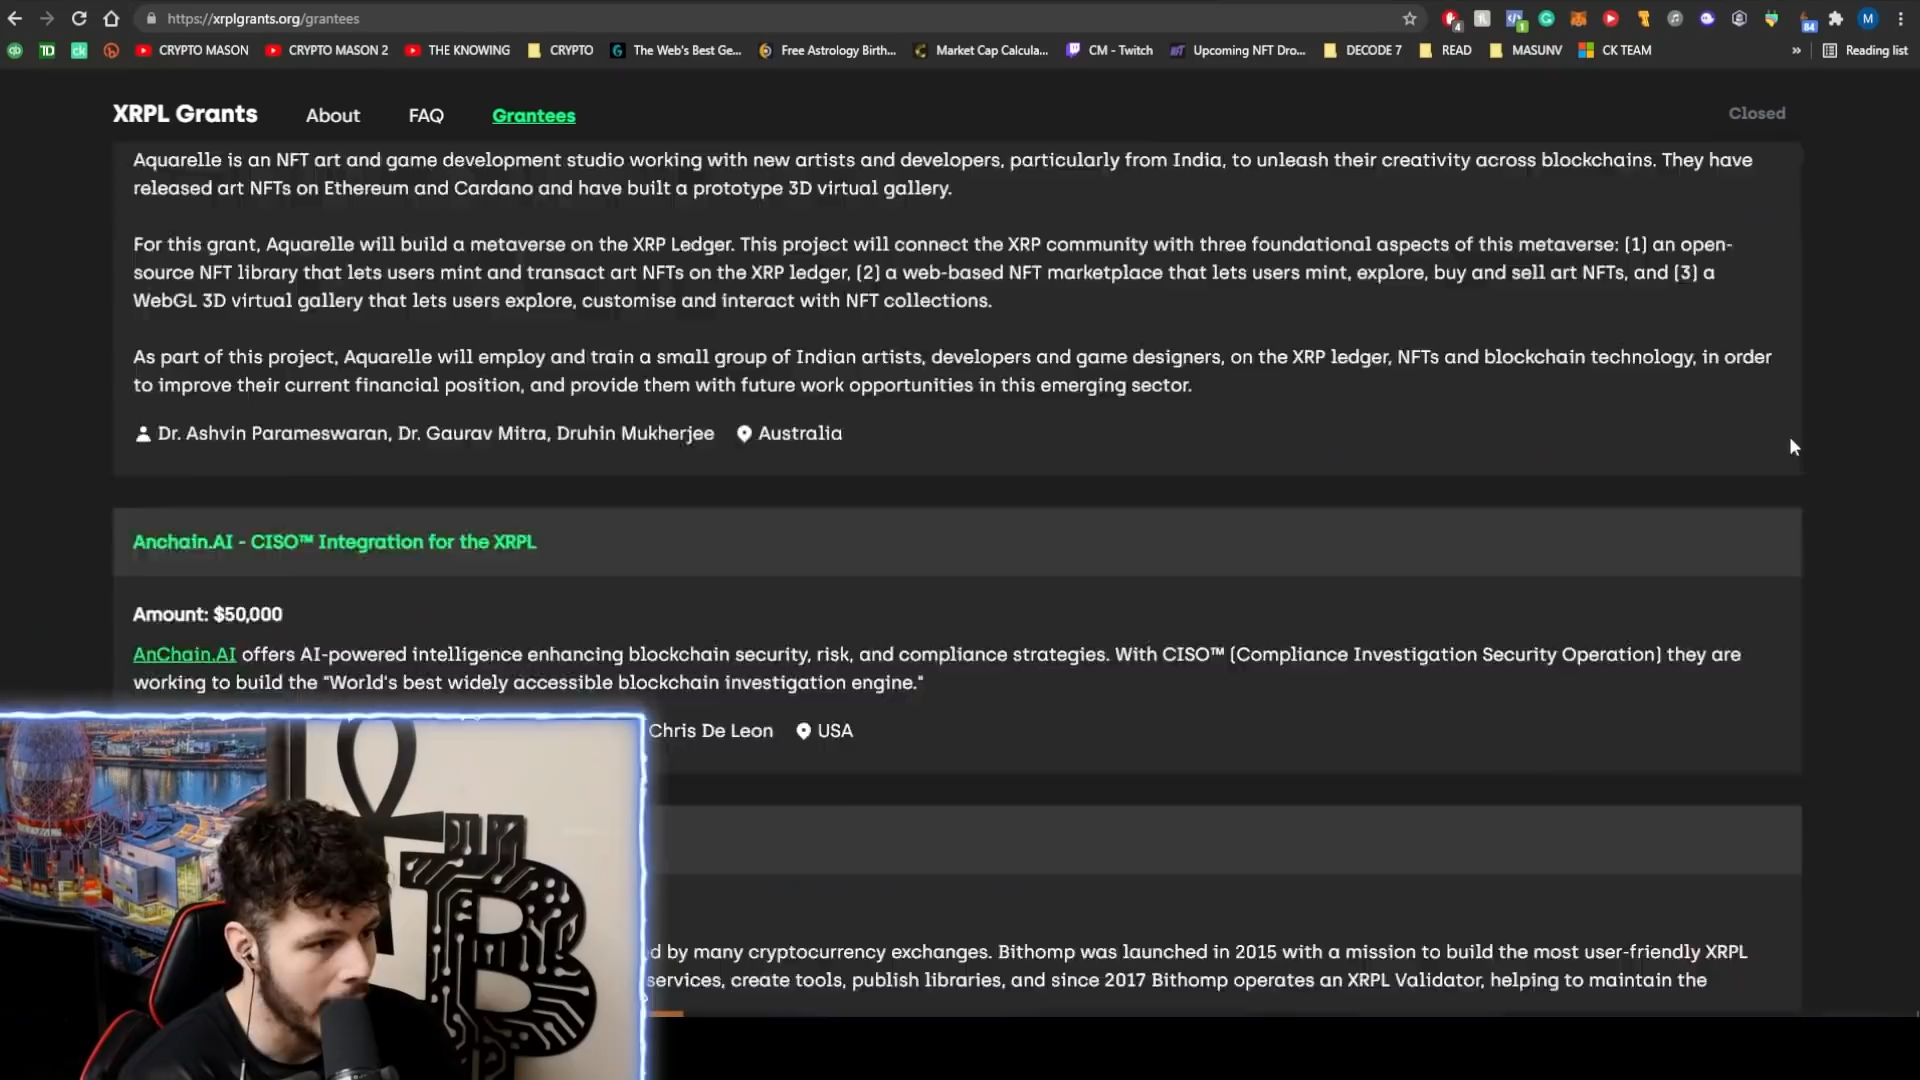 https://xrplgrants.org/grantees
4
1
84
M
TD
ck
CRYPTO MASON
CRYPTO MASON 2
THE KNOWING
CRYPTO
The Web's Best Ge...
Free Astrology Birth...
Market Cap Calcula...
CM - Twitch
Upcoming NFT Dro...
DECODE 7
READ
MASUNV
CK TEAM
»
Reading list
XRPL Grants
About
FAQ
Grantees
Closed
Aquarelle is an NFT art and game development studio working with new artists and developers, particularly from India, to unleash their creativity across blockchains. They have
released art NFTs on Ethereum and Cardano and have built a prototype 3D virtual gallery.
For this grant, Aquarelle will build a metaverse on the XRP Ledger. This project will connect the XRP community with three foundational aspects of this metaverse: (1) an open-
source NFT library that lets users mint and transact art NFTs on the XRP ledger, (2) a web-based NFT marketplace that lets users mint, explore, buy and sell art NFTs, and (3) a
WebGL 3D virtual gallery that lets users explore, customise and interact with NFT collections.
As part of this project, Aquarelle will employ and train a small group of Indian artists, developers and game designers, on the XRP ledger, NFTs and blockchain technology, in order
to improve their current financial position, and provide them with future work opportunities in this emerging sector.
Dr. Ashvin Parameswaran, Dr. Gaurav Mitra, Druhin Mukherjee
Australia
Anchain.AI - CISO™ Integration for the XRPL
Amount: $50,000
AnChain.AI offers AI-powered intelligence enhancing blockchain security, risk, and compliance strategies. With CISO™ (Compliance Investigation Security Operation) they are
working to build the "World's best widely accessible blockchain investigation engine."
Chris De Leon
USA
d by many cryptocurrency exchanges. Bithomp was launched in 2015 with a mission to build the most user-friendly XRPL
services, create tools, publish libraries, and since 2017 Bithomp operates an XRPL Validator, helping to maintain the